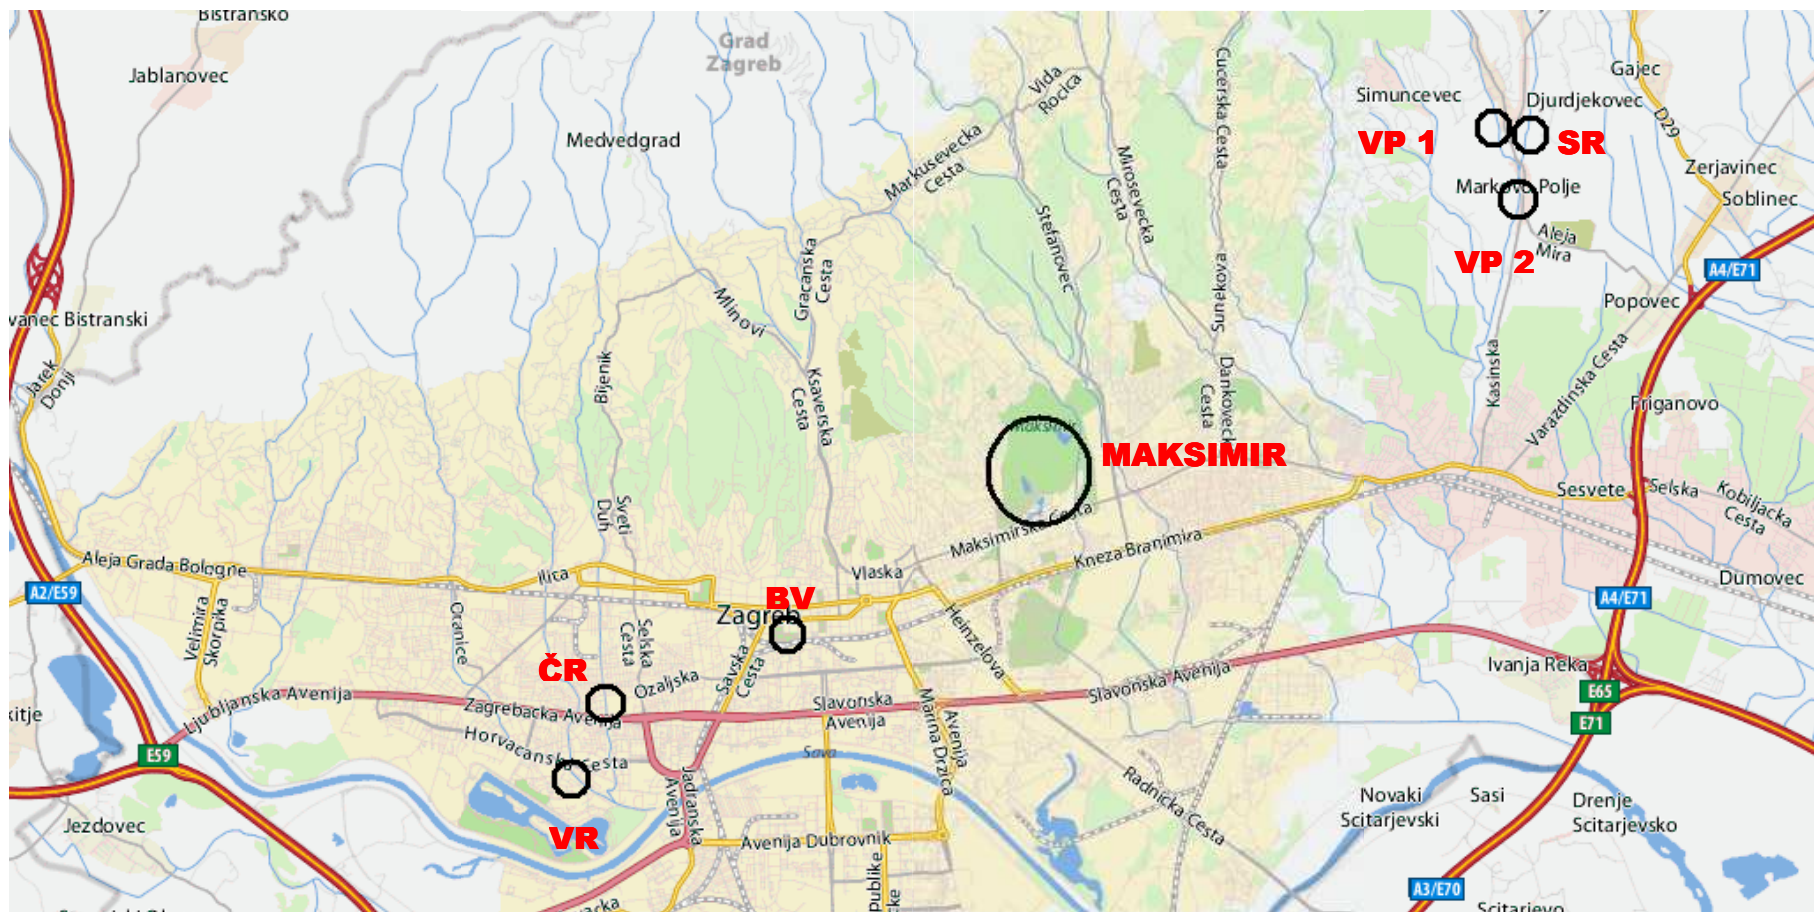 Bistransko
Grad
Zagreb
Jablanovec
Medvedgrad
Vida
Rocica
Cucerska Cesta
Gajec
Simuncevec
Djurdjekovec
D29
VP 1
SR
Markusevecka
Cesta
Mirosevecka
Cesta
Zerjavinec
Markovo Polje
Soblinec
Stefanovec
Aleja
Mira
VP 2
A4/E71
Gracanska
Cesta
Sunekova
Mlinovi
vanec Bistranski
Popovec
Jarek
Donji
Bijenik
Ksaverska
Cesta
Dankovecka
Cesta
Kasinska
Varazdinska Cesta
Friganovo
Maksimir
MAKSIMIR
Sesvete
Selska
Kobiljacka
Cesta
Sveti
Duh
Maksimirska Cesta
Kneza Branimira
Aleja Grada Bologne
Ilica
Vlaska
Dumovec
A2/E59
A4/E71
BV
Zagreb
Velimira
Skorpika
Oranice
Selska
Cesta
Heinzelova
ČR
Savska
Cesta
Ozaljska
Ivanja Reka
E65
Ljubljanska Avenija
Zagrebacka Avenija
Slavonska
Avenija
Slavonska Avenija
Marina Drzica
Avenija
kitje
E71
E59
Horvacanska Cesta
Sava
Jadranska
Avenija
Radnicka Cesta
Novaki
Scitarjevski
Sasi
Drenje
Scitarjevsko
Jezdovec
VR
Avenija Dubrovnik
publike
A3/E70
Scitarjevo